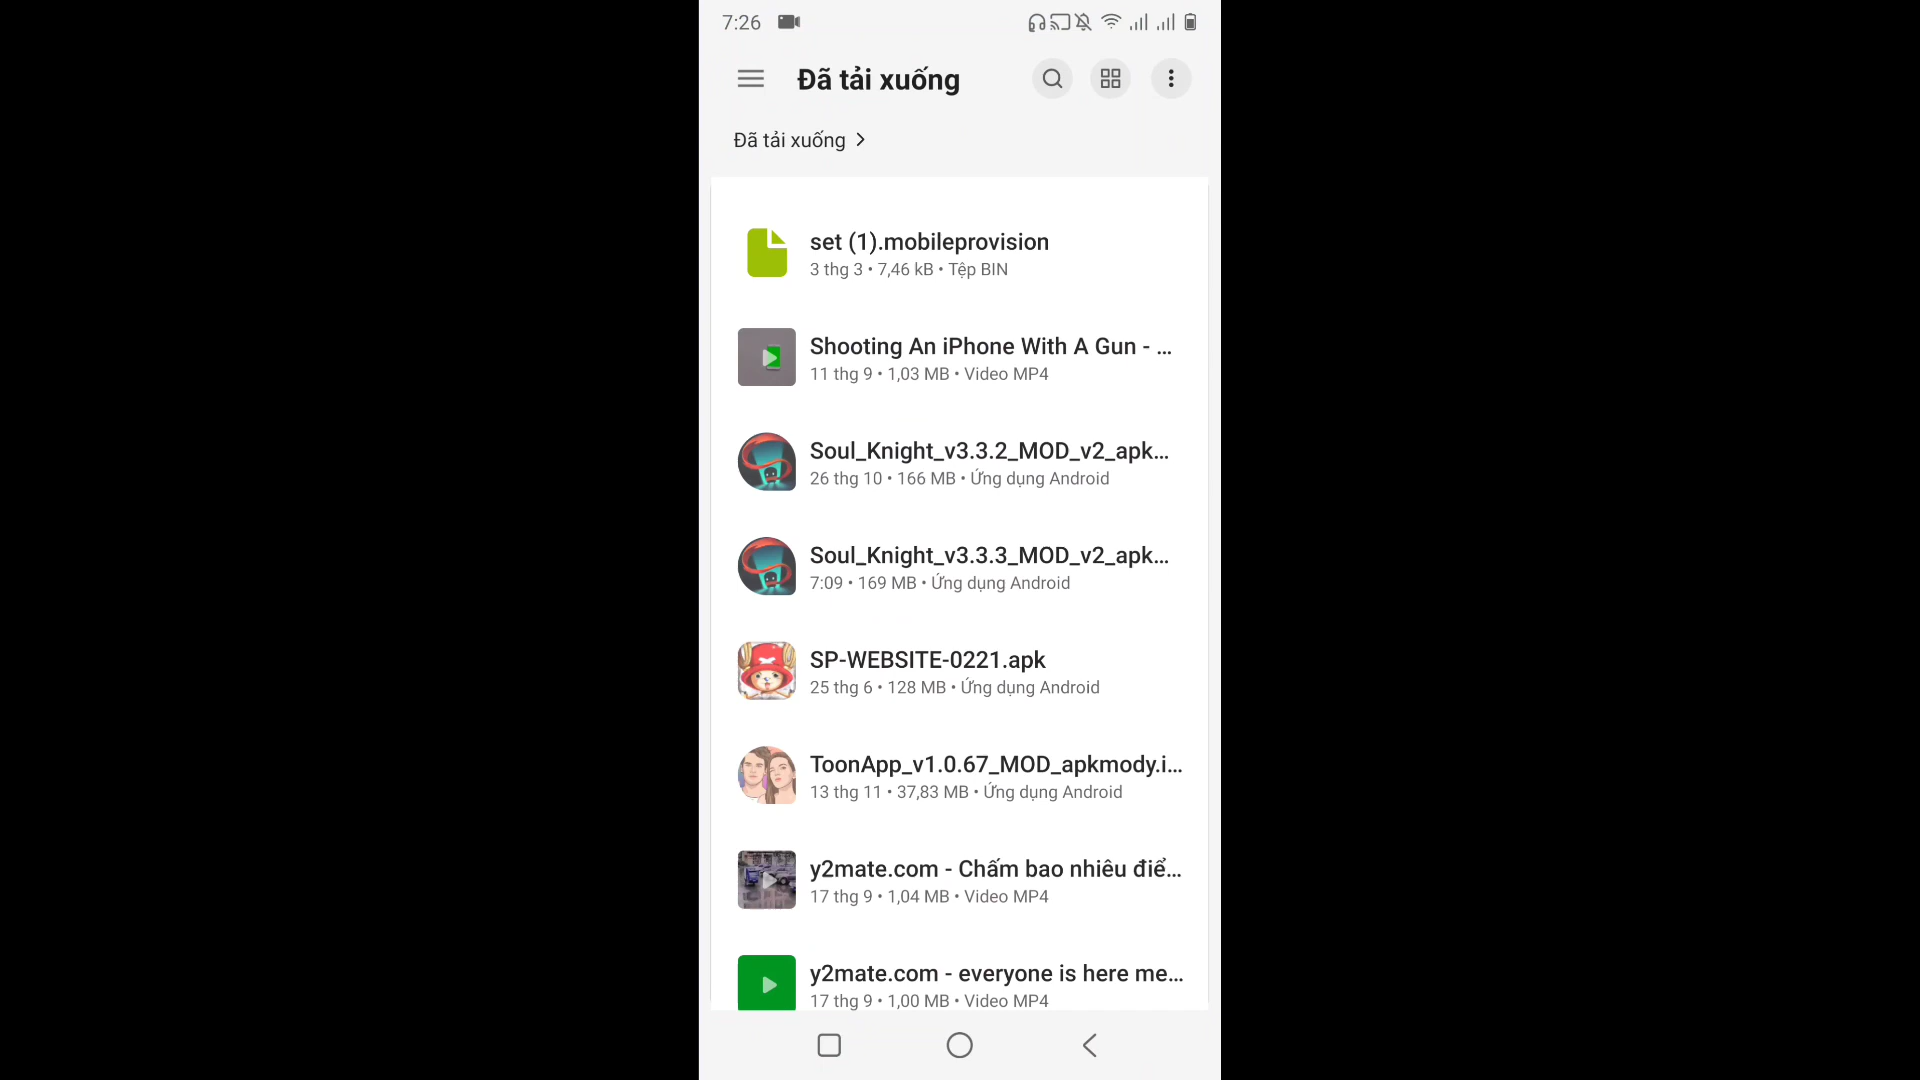 7:26
Đã tải xuống
Đã tải xuống
set (1).mobileprovision
3 thg 3 • 7,46 kB • Tệp BIN
Shooting An iPhone With A Gun - ...
11 thg 9 • 1,03 MB • Video MP4
Soul_Knight_v3.3.2_MOD_v2_apk...
26 thg 10 • 166 MB • Ứng dụng Android
Soul_Knight_v3.3.3_MOD_v2_apk...
7:09 • 169 MB • Ứng dụng Android
SP-WEBSITE-0221.apk
25 thg 6 • 128 MB • Ứng dụng Android
ToonApp_v1.0.67_MOD_apkmody.i...
13 thg 11 • 37,83 MB • Ứng dụng Android
y2mate.com - Chấm bao nhiêu điể...
17 thg 9 • 1,04 MB • Video MP4
y2mate.com - everyone is here me...
17 thg 9 • 1,00 MB • Video MP4